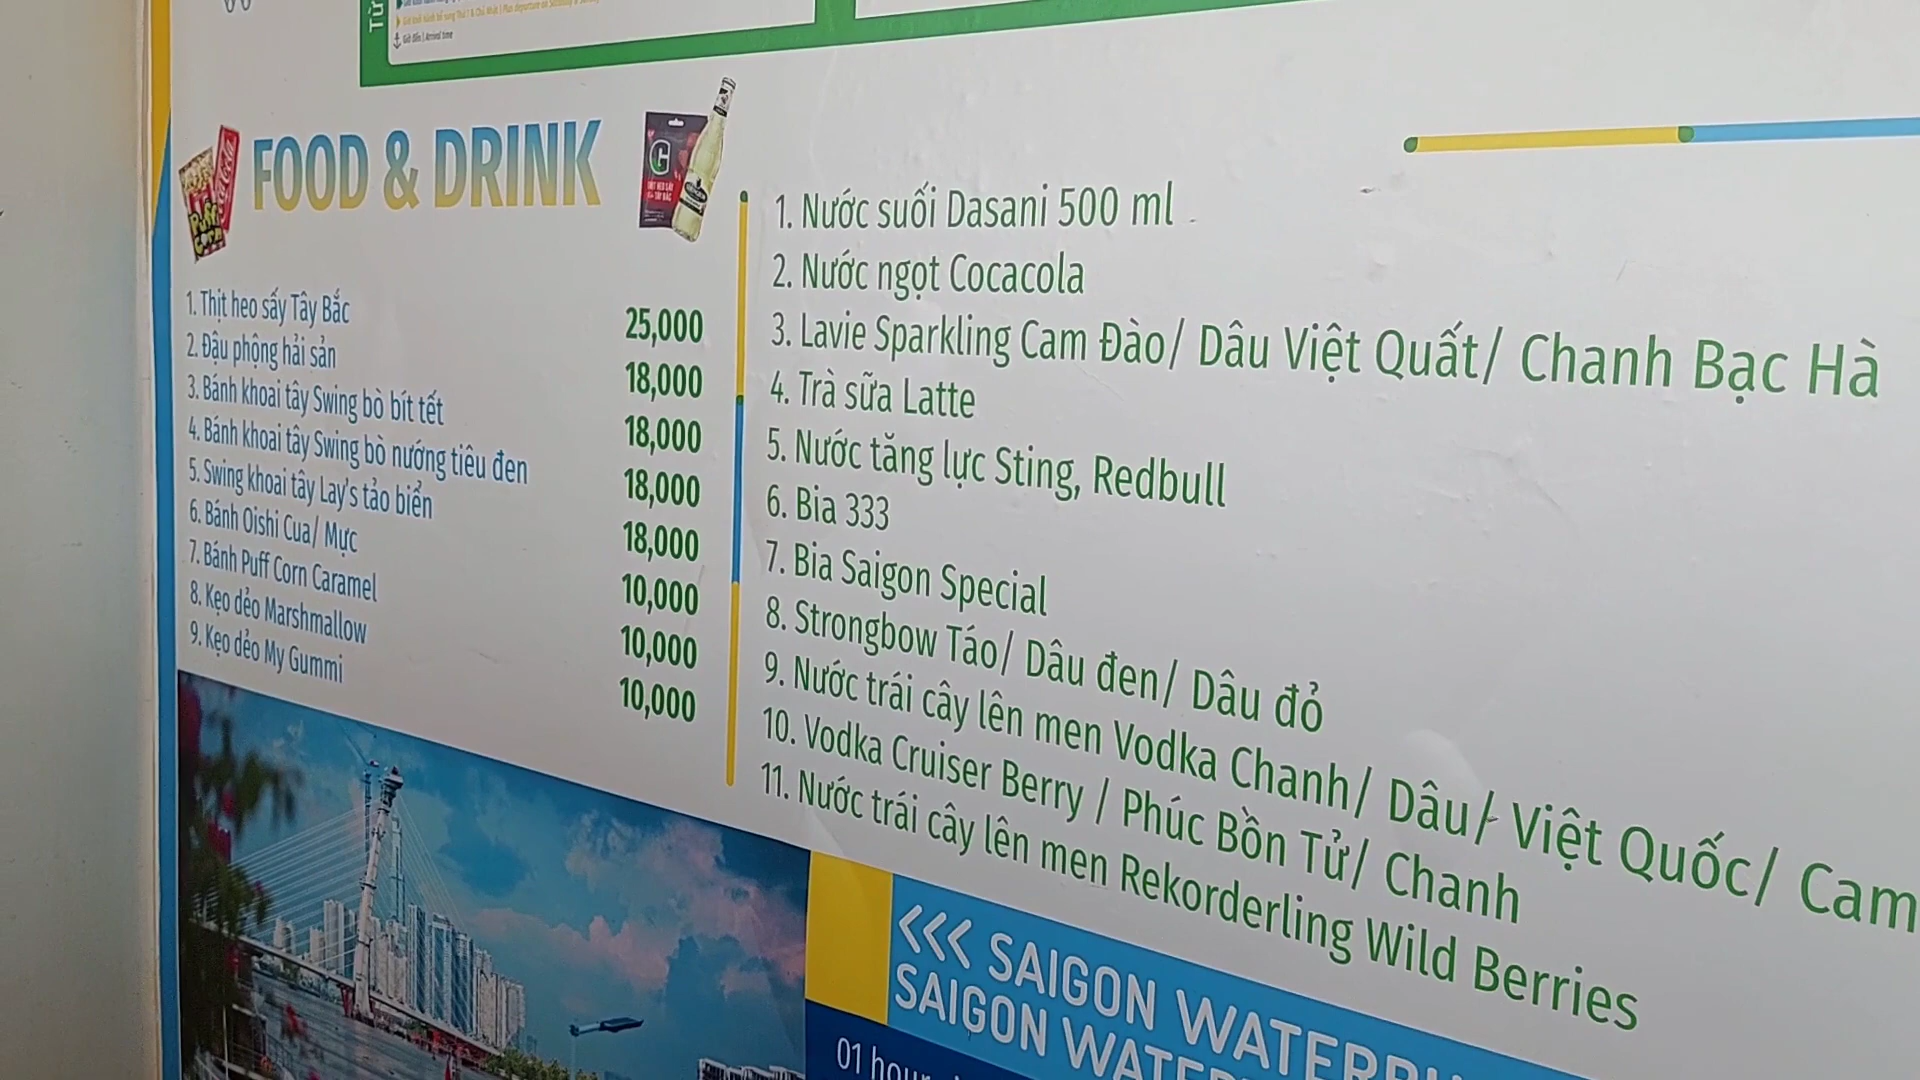 Giờ đến | Arrival time
FOOD & DRINK
1. Thịt heo sấy Tây Bắc
2. Đậu phộng hải sản
3. Bánh khoai tây Swing bò bít tết
4. Bánh khoai tây Swing bò nướng tiêu đen
5. Swing khoai tây Lay's tảo biển
6. Bánh Oishi Cua/ Mực
7. Bánh Puff Corn Caramel
8. Kẹo dẻo Marshmallow
9. Kẹo dẻo My Gummi
25,000
18,000
18,000
18,000
18,000
10,000
10,000
10,000
1. Nước suối Dasani 500 ml
2. Nước ngọt Cocacola
3. Lavie Sparkling Cam Đào/ Dâu Việt Quất/ Chanh Bạc Hà
4. Trà sữa Latte
5. Nước tăng lực Sting, Redbull
6. Bia 333
7. Bia Saigon Special
8. Strongbow Táo/ Dâu đen/ Dâu đỏ
9. Nước trái cây lên men Vodka Chanh/ Dâu/ Việt Quốc/ Cam
10. Vodka Cruiser Berry / Phúc Bồn Tử/ Chanh
11. Nước trái cây lên men Rekorderling Wild Berries
<<< SAIGON
SAIGON
01